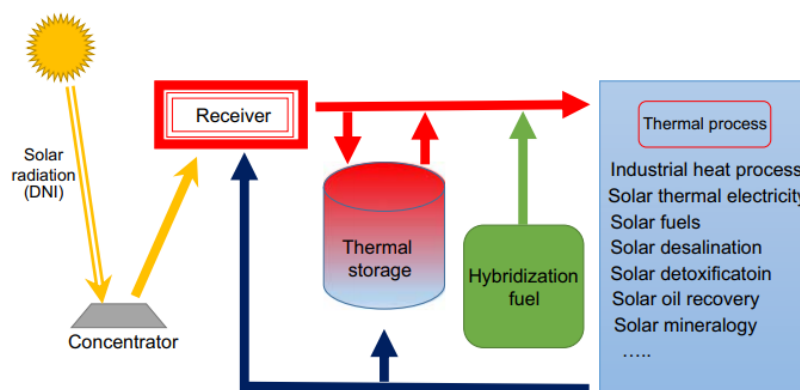 Solar
radiation
(DNI)
Concentrator
Receiver
Thermal
storage
Hybridization
fuel
Thermal process
Industrial heat process
Solar thermal electricity
Solar fuels
Solar desalination
Solar detoxificatoin
Solar oil recovery
Solar mineralogy
…..